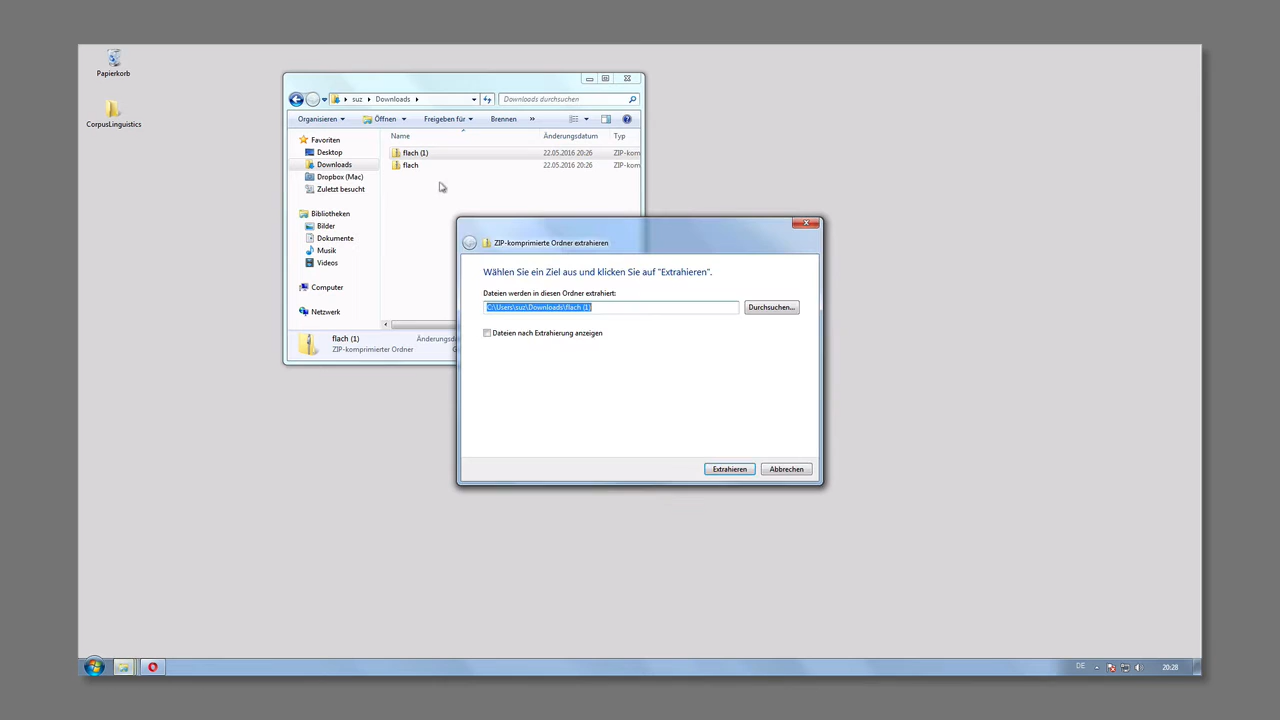 Papierkorb
CorpusLinguistics
suz
Downloads
Downloads durchsuchen
Organisieren
Öffnen
Freigeben für
Brennen
»
Name
Änderungsdatum
Typ
Favoriten
Desktop
Downloads
Dropbox (Mac)
Zuletzt besucht
Bibliotheken
Bilder
Dokumente
Musik
Videos
Computer
Netzwerk
flach (1)
22.05.2016 20:26
ZIP-kom
flach
22.05.2016 20:26
ZIP-kom
flach (1)
Änderungsda
ZIP-komprimierte Ordner
ZIP-komprimierte Ordner extrahieren
Wählen Sie ein Ziel aus und klicken Sie auf "Extrahieren".
Dateien werden in diesen Ordner extrahiert:
C:\Users\suz\Downloads\flach (1)
Durchsuchen...
Dateien nach Extrahierung anzeigen
Extrahieren
Abbrechen
DE
20:28